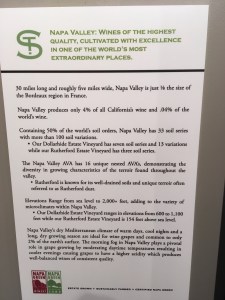 NAPA VALLEY: WINES OF THE HIGHEST
QUALITY, CULTIVATED WITH EXCELLENCE
IN ONE OF THE WORLD'S MOST
EXTRAORDINARY PLACES.
30 miles long and roughly five miles wide, Napa Valley is just ⅛ the size of
the Bordeaux region in France.
Napa Valley produces only 4% of all California wine and .04% of the
world's wine.
Containing 50% of the world's soil orders, Napa Valley has 33 soil series
with more than 100 soil variations.
• Our Dollarhide Estate Vineyard has seven soil series and 13 variations
while our Rutherford Estate Vineyard has three soil series.
The Napa Valley AVA has 16 unique nested AVAs, demonstrating the
diversity in growing characteristics of the terroir found throughout the
valley.
• Rutherford is known for its well-drained soils and unique terroir often
referred to as Rutherford dust.
Elevations Range from sea level to 2,000+ feet, adding to the variety of
microclimates within Napa Valley.
• Our Dollarhide Estate Vineyard ranges in elevations from 600 to 1,100
feet while our Rutherford Estate Vineyard is 154 feet above sea level.
Napa Valley's dry Mediterranean climate of warm days, cool nights and a
long, dry growing season are ideal for wine grapes and common to only
2% of the earth's surface. The morning fog in Napa Valley plays a pivotal
role in grape growing by moderating daytime temperatures resulting in
cooler evenings causing grapes to have a higher acidity which produces
well-balanced wines of consistent quality.
NAPA GREEN
NAPA GREEN
ESTATE GROWN • SUSTAINABLY FARMED • CERTIFIED NAPA GREEN